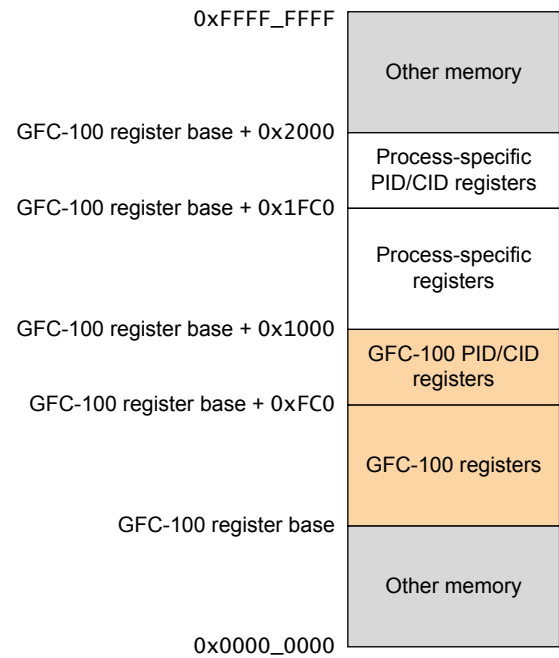 0xFFFF_FFFF
Other memory
GFC-100 register base + 0x2000
Process-specific
PID/CID registers
GFC-100 register base + 0x1FC0
Process-specific
registers
GFC-100 register base + 0x1000
GFC-100 PID/CID
registers
GFC-100 register base + 0xFC0
GFC-100 registers
GFC-100 register base
Other memory
0x0000_0000